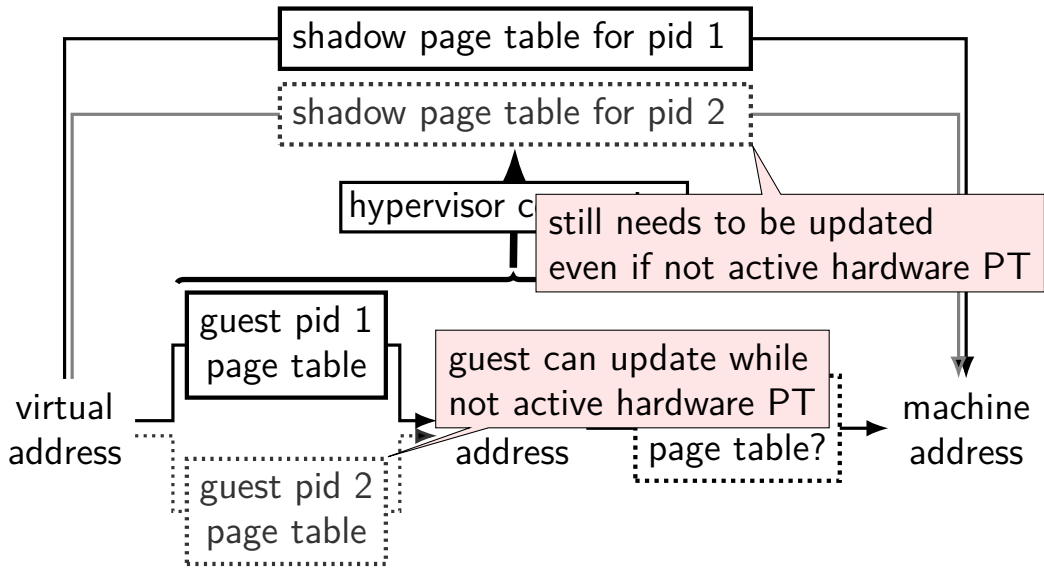 shadow page table for pid 1
shadow page table for pid 2
hypervisor
still needs to be updated
even if not active hardware PT
guest pid 1
page table
guest can update while
not active hardware PT
virtual
address
address
page table?
machine
address
guest pid 2
page table